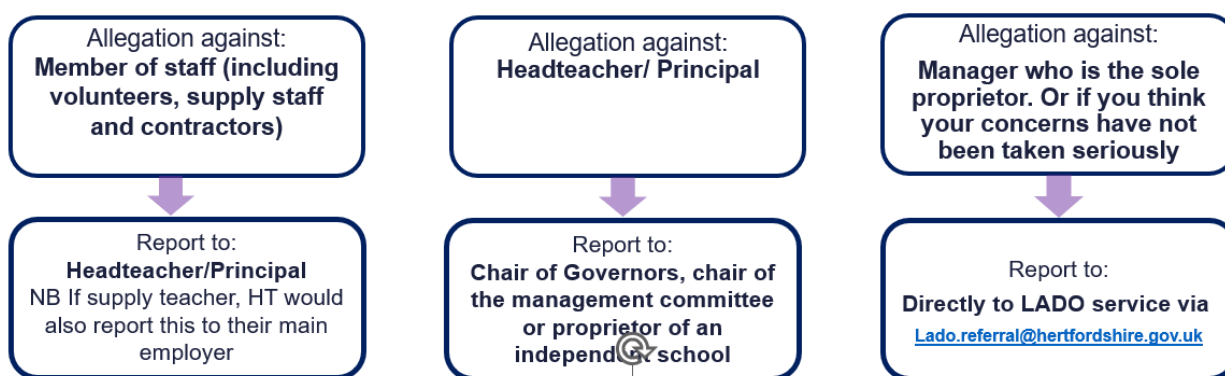 Allegation against:
Member of staff (including
volunteers, supply staff
and contractors)
Report to:
Headteacher/Principal
NB If supply teacher, HT would
also report this to their main
employer
Allegation against:
Headteacher/ Principal
Report to:
Chair of Governors, chair of
the management committee
or proprietor of an
independent school
Allegation against:
Manager who is the sole
proprietor. Or if you think
your concerns have not
been taken seriously
Report to:
Directly to LADO service via
Lado.referral@hertfordshire.gov.uk